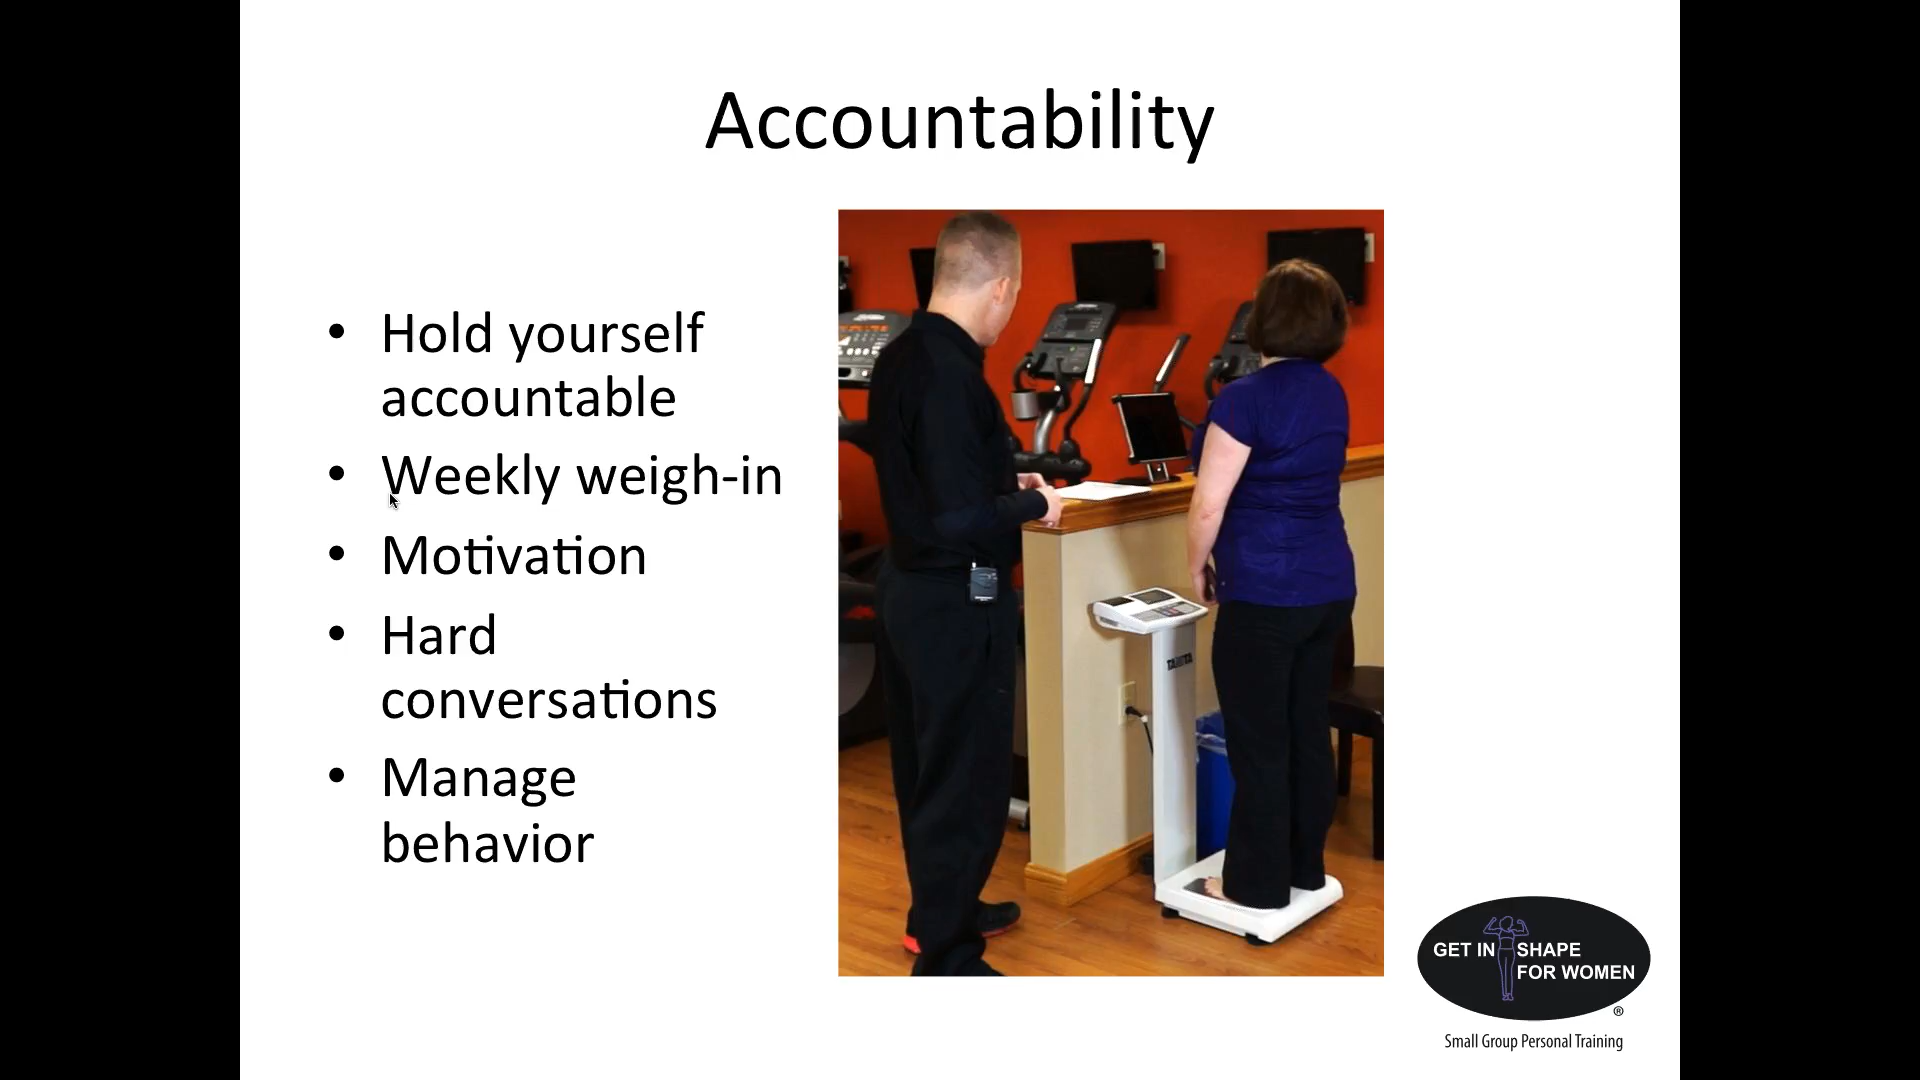 Accountability
• Hold yourself
accountable
• Weekly weigh-in
• Motivation
• Hard
conversations
• Manage
behavior
TANITA
GET IN SHAPE
FOR WOMEN
®
Small Group Personal Training